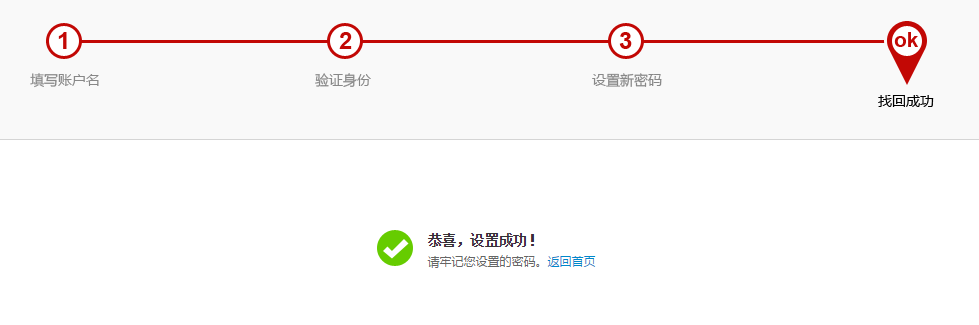 1
2
3
ok
填写账户名
验证身份
设置新密码
找回成功
恭喜，设置成功！
请牢记您设置的密码。返回首页